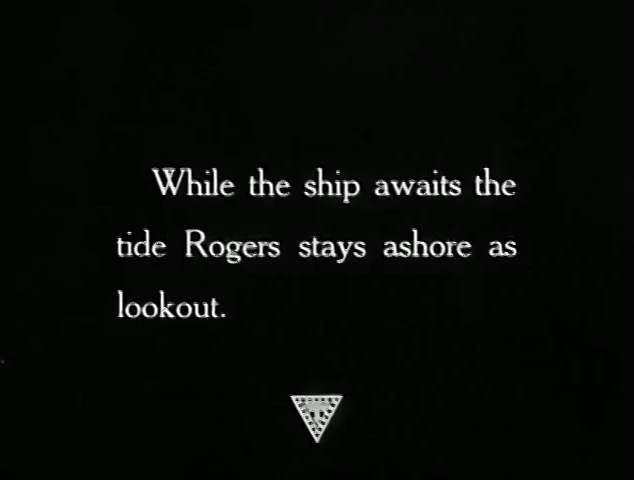 While the ship awaits the
tide Rogers stays ashore as
lookout.